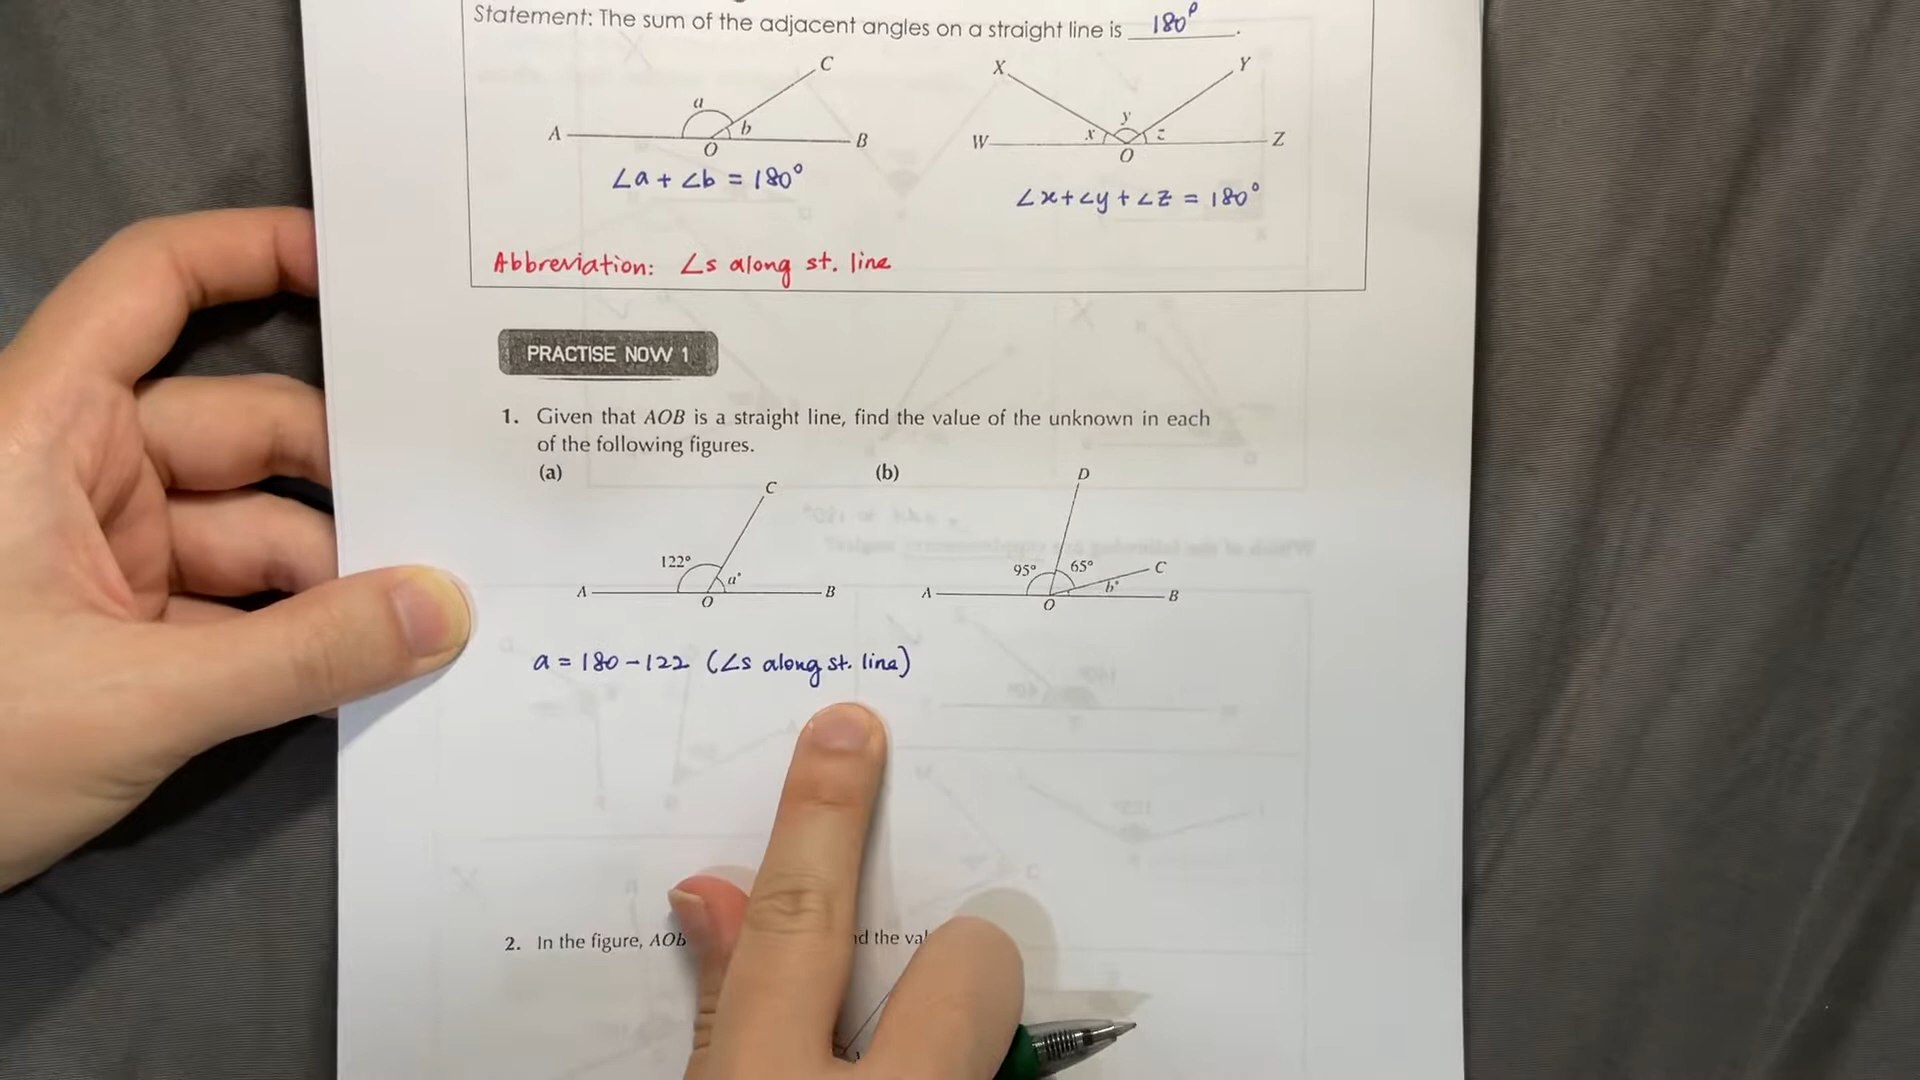 Statement: The sum of the adjacent angles on a straight line is 180°.
C
a
b
A
O
B
∠a + ∠b = 180°
X
Y
y
x
z
W
O
Z
∠x+∠y+∠z = 180°
Abbreviation: ∠s along st. line
PRACTISE NOW 1
1. Given that AOB is a straight line, find the value of the unknown in each
of the following figures.
(a)
C
122°
a°
A
O
B
(b)
D
95°
65°
C
b°
A
O
B
a = 180 - 122 (∠s along st. line)
2. In the figure, AOB